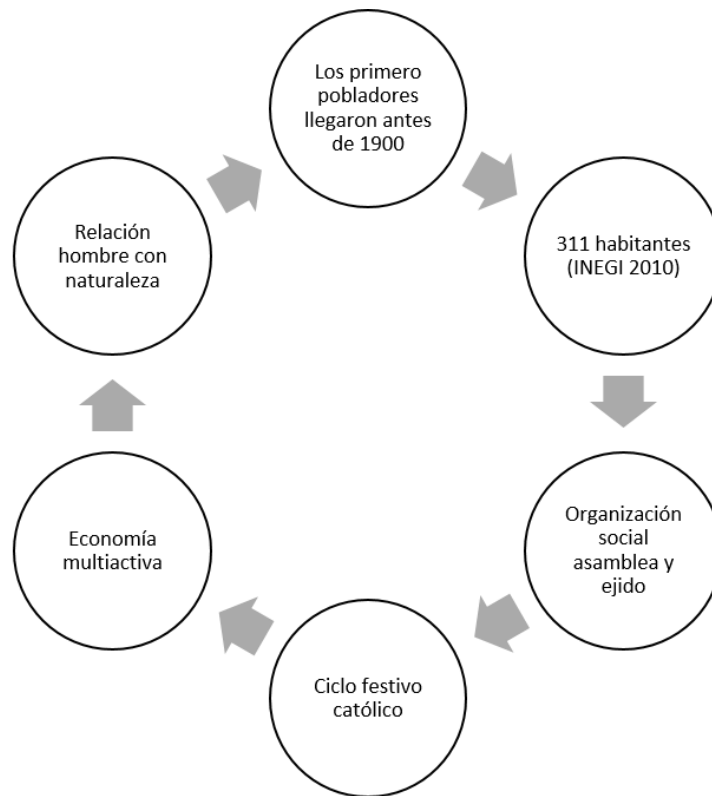 Los primero
pobladores
llegaron antes
de 1900
311 habitantes
(INEGI 2010)
Organización
social
asamblea y
ejido
Ciclo festivo
católico
Economía
multiactiva
Relación
hombre con
naturaleza